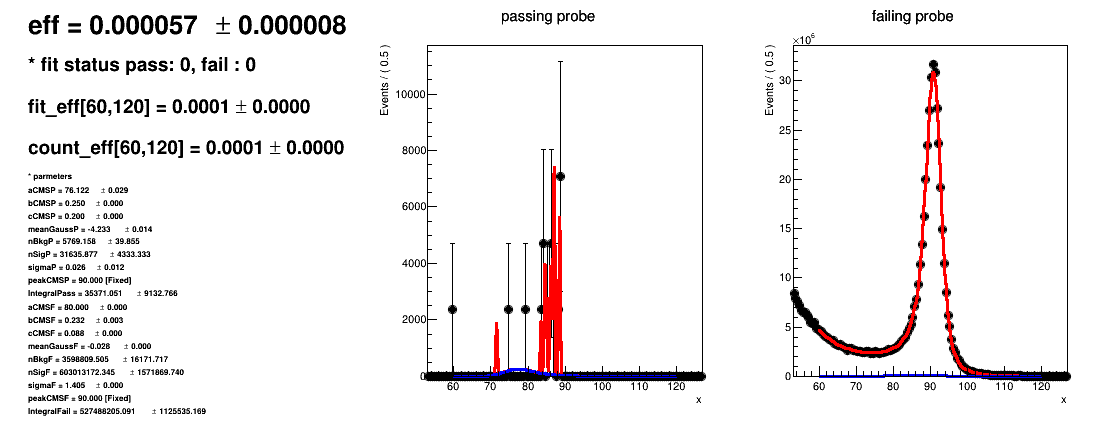 eff = 0.000057 ± 0.000008
* fit status pass: 0, fail : 0
fit_eff[60,120] = 0.0001 ± 0.0000
count_eff[60,120] = 0.0001 ± 0.0000
* parmeters
aCMSP = 76.122 ± 0.029
bCMSP = 0.250 ± 0.000
cCMSP = 0.200 ± 0.000
meanGaussP = -4.233 ± 0.014
nBkgP = 5769.158 ± 39.855
nSigP = 31635.877 ± 4333.333
sigmaP = 0.026 ± 0.012
peakCMSP = 90.000 [Fixed]
IntegralPass = 35371.051 ± 9132.766
aCMSF = 80.000 ± 0.000
bCMSF = 0.232 ± 0.003
cCMSF = 0.088 ± 0.000
meanGaussF = -0.028 ± 0.000
nBkgF = 3598809.505 ± 16171.717
nSigF = 603013172.345 ± 1571869.740
sigmaF = 1.405 ± 0.000
peakCMSF = 90.000 [Fixed]
IntegralFail = 527488205.091 ± 1125535.169
passing probe
Events / ( 0.5 )
10000
8000
6000
4000
2000
0
60 70 80 90 100 110 120
x
failing probe
×10⁶
Events / ( 0.5 )
30
25
20
15
10
5
0
60 70 80 90 100 110 120
x